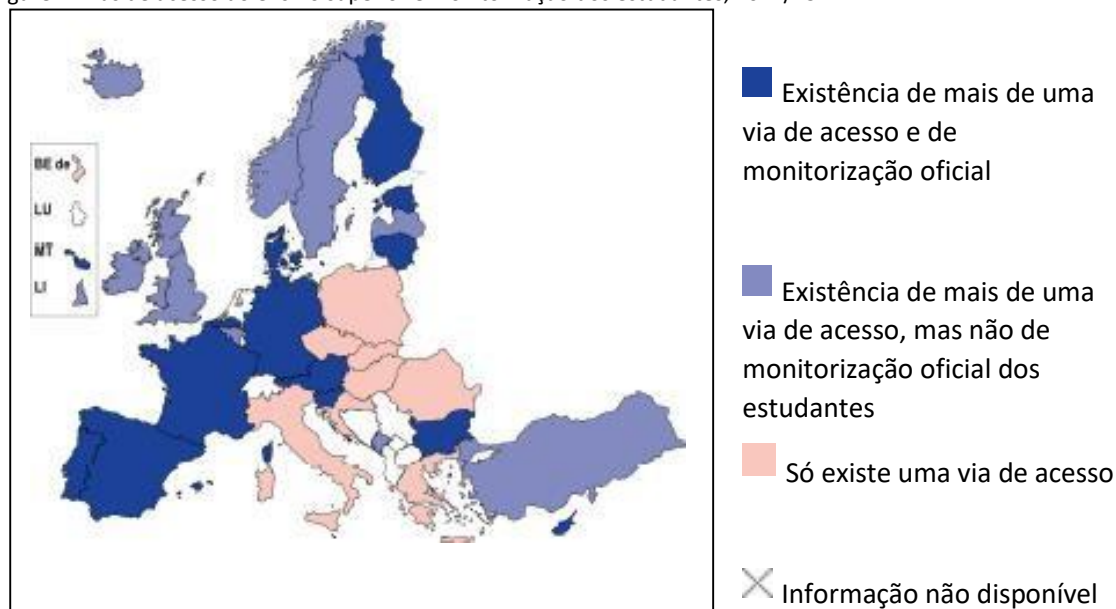 BE de
LU
MT
LI
Existência de mais de uma
via de acesso e de
monitorização oficial
Existência de mais de uma
via de acesso, mas não de
monitorização oficial dos
estudantes
Só existe uma via de acesso
Informação não disponível